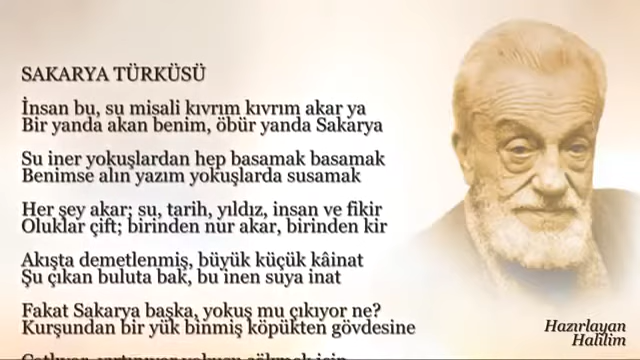 SAKARYA TÜRKÜSÜ
İnsan bu, su misali kıvrım kıvrım akar ya
Bir yanda akan benim, öbür yanda Sakarya
Su iner yokuşlardan hep basamak basamak
Benimse alın yazım yokuşlarda susamak
Her şey akar; su, tarih, yıldız, insan ve fikir
Oluklar çift; birinden nur akar, birinden kir
Akışta demetlenmiş, büyük küçük kâinat
Şu çıkan buluta bak, bu inen suya inat
Fakat Sakarya başka, yokuş mu çıkıyor ne?
Kurşundan bir yük binmiş köpükten gövdesine
Hazırlayan
Halilim